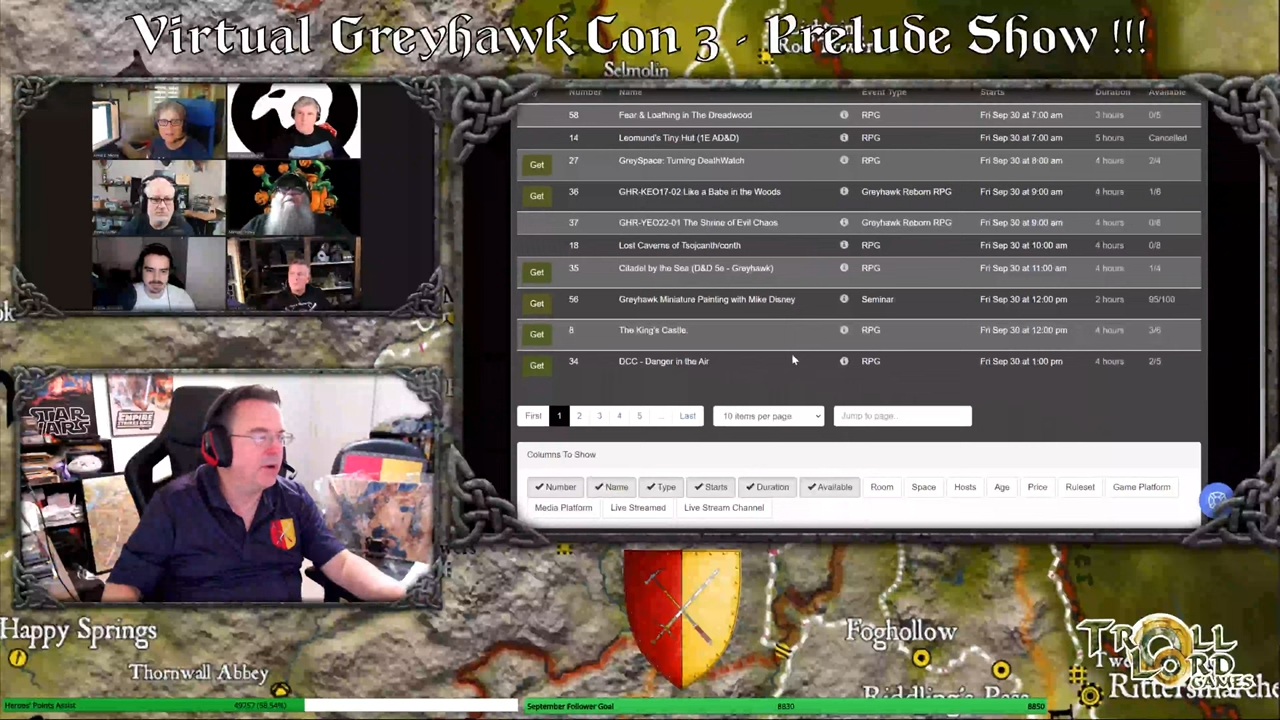 Virtual Greyhawk Con 3 - Prelude Show !!!
Selmolin
Number Name Event Type Starts Duration Available
58 Fear & Loathing in The Dreadwood RPG Fri Sep 30 at 7:00 am 3 hours 0/5
14 Leomund's Tiny Hut (1E AD&D) RPG Fri Sep 30 at 7:00 am 5 hours Cancelled
Get 27 GreySpace: Turning DeathWatch RPG Fri Sep 30 at 8:00 am 4 hours 2/4
Get 36 GHR-KEO17-02 Like a Babe in the Woods Greyhawk Reborn RPG Fri Sep 30 at 9:00 am 4 hours 1/6
37 GHR-YEO22-01 The Shrine of Evil Chaos Greyhawk Reborn RPG Fri Sep 30 at 9:00 am 4 hours 0/6
18 Lost Caverns of Tsojcanth/conth RPG Fri Sep 30 at 10:00 am 4 hours 0/8
Get 35 Citadel by the Sea (D&D 5e - Greyhawk) RPG Fri Sep 30 at 11:00 am 4 hours 1/4
Get 56 Greyhawk Miniature Painting with Mike Disney Seminar Fri Sep 30 at 12:00 pm 2 hours 95/100
Get 8 The King's Castle. RPG Fri Sep 30 at 12:00 pm 4 hours 3/6
Get 34 DCC - Danger in the Air RPG Fri Sep 30 at 1:00 pm 4 hours 2/5
First 1 2 3 4 5 ... Last 10 items per page Jump to page...
Columns To Show
Number Name Type Starts Duration Available Room Space Hosts Age Price Ruleset Game Platform
Media Platform Live Streamed Live Stream Channel
STAR WARS
EMPIRE STRIKES BACK
Happy Springs
Thornwall Abbey
Foghollow
Riddling's Pass
TROLL LORD GAMES
Rittersmarche
Heroes' Points Assist 49757 (58.54%)
September Follower Goal 8830 8850